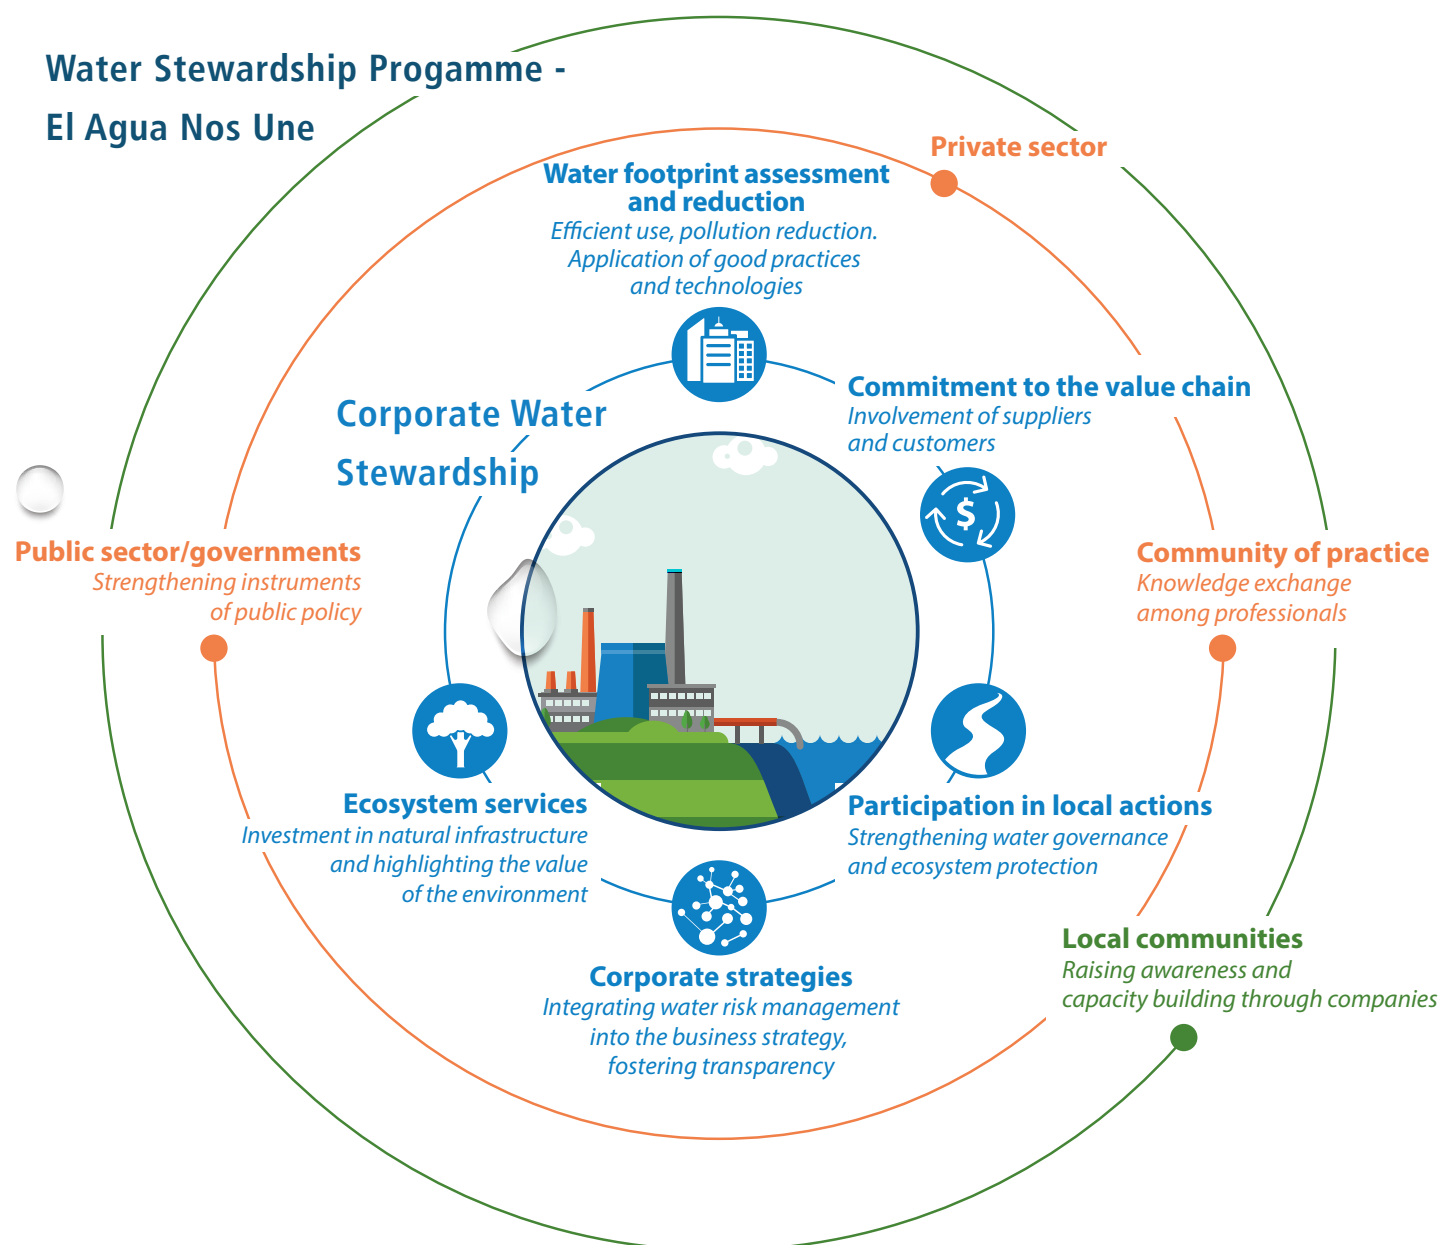 Water Stewardship Progamme -
El Agua Nos Une
Private sector
Water footprint assessment
and reduction
Efficient use, pollution reduction.
Application of good practices
and technologies
Commitment to the value chain
Involvement of suppliers
and customers
Corporate Water
Stewardship
$
Public sector/governments
Strengthening instruments
of public policy
Community of practice
Knowledge exchange
among professionals
Ecosystem services
Investment in natural infrastructure
and highlighting the value
of the environment
Participation in local actions
Strengthening water governance
and ecosystem protection
Local communities
Raising awareness and
capacity building through companies
Corporate strategies
Integrating water risk management
into the business strategy,
fostering transparency